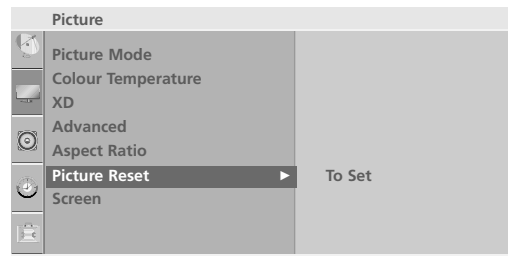 Picture
Picture Mode
Colour Temperature
XD
Advanced
Aspect Ratio
Picture Reset ► To Set
Screen